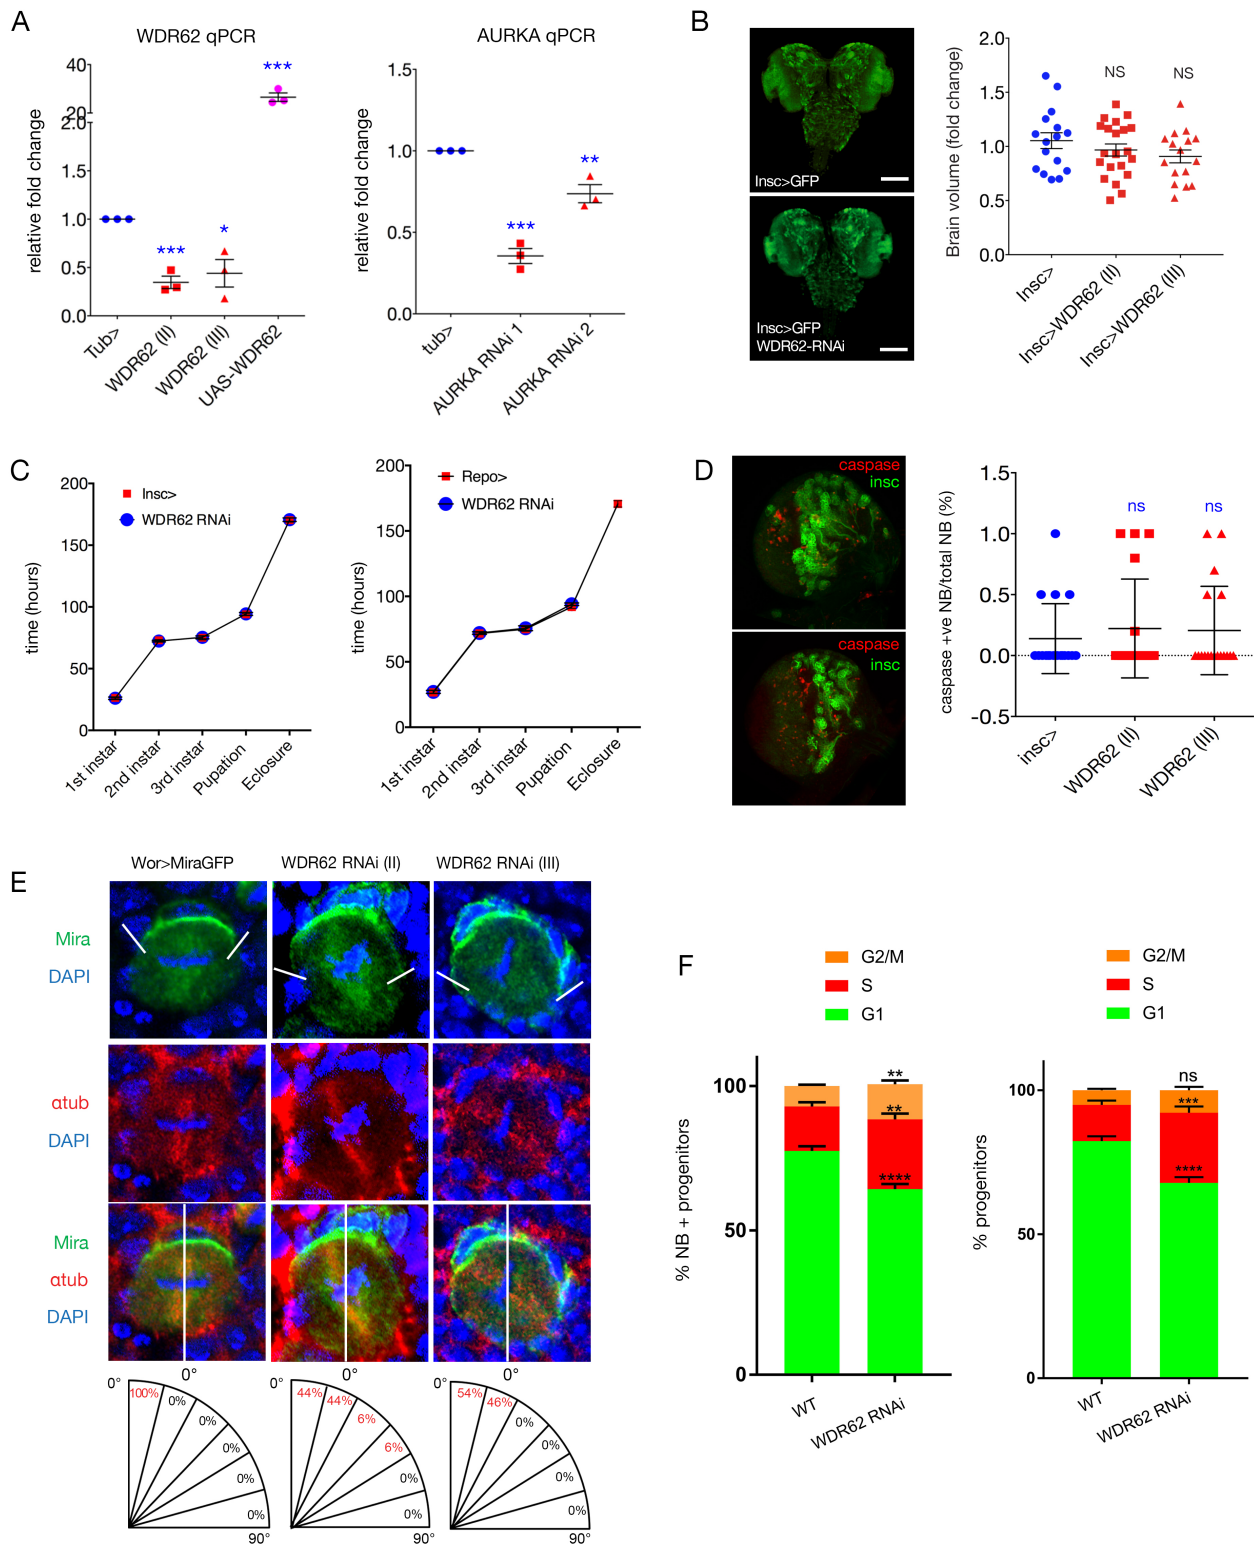 A
WDR62 qPCR
relative fold change
40
20
2.0
1.5
1.0
0.5
0.0
***
*
***
Tub>
WDR62 (II)
WDR62 (III)
UAS-WDR62
AURKA qPCR
relative fold change
1.5
1.0
0.5
0.0
***
**
tub>
AURKA RNAi 1
AURKA RNAi 2
B
Insc>GFP
Insc>GFP
WDR62-RNAi
Brain volume (fold change)
2.0
1.5
1.0
0.5
0.0
NS
NS
Insc>
Insc>WDR62 (II)
Insc>WDR62 (III)
C
time (hours)
200
150
100
50
0
Insc>
WDR62 RNAi
1st instar
2nd instar
3rd instar
Pupation
Eclosure
time (hours)
200
150
100
50
0
Repo>
WDR62 RNAi
1st instar
2nd instar
3rd instar
Pupation
Eclosure
D
caspase
insc
caspase
insc
caspase +ve NB/total NB (%)
1.5
1.0
0.5
0.0
-0.5
ns
ns
insc>
WDR62 (II)
WDR62 (III)
E
Wor>MiraGFP
WDR62 RNAi (II)
WDR62 RNAi (III)
Mira
DAPI
αtub
DAPI
Mira
αtub
DAPI
0°
0°
100%
0%
0%
0%
0%
0%
90°
0°
0°
44%
44%
6%
6%
0%
0%
90°
0°
0°
54%
46%
0%
0%
0%
0%
90°
F
G2/M
S
G1
% NB + progenitors
100
50
0
**
**
****
WT
WDR62 RNAi
G2/M
S
G1
% progenitors
100
50
0
ns
***
****
WT
WDR62 RNAi